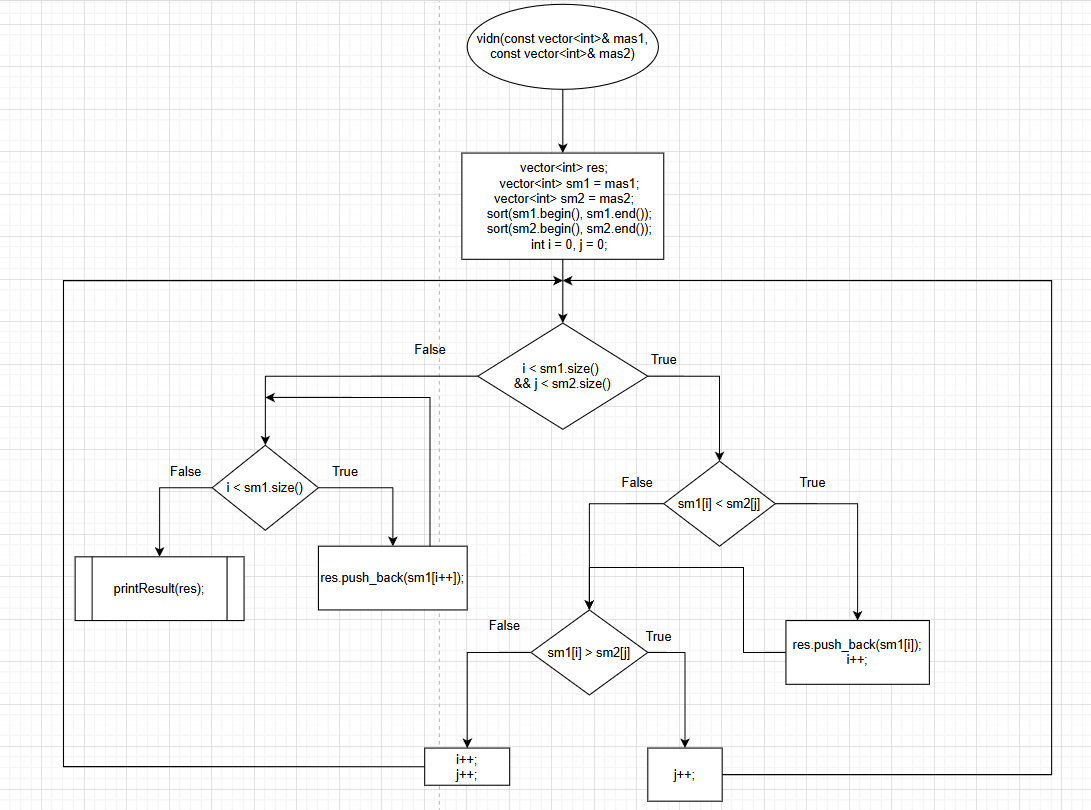 vidn(const vector<int>& mas1,
const vector<int>& mas2)
vector<int> res;
vector<int> sm1 = mas1;
vector<int> sm2 = mas2;
sort(sm1.begin(), sm1.end());
sort(sm2.begin(), sm2.end());
int i = 0, j = 0;
False
True
i < sm1.size()
&& j < sm2.size()
False
True
i < sm1.size()
False
True
sm1[i] < sm2[j]
printResult(res);
res.push_back(sm1[i++]);
False
True
sm1[i] > sm2[j]
res.push_back(sm1[i]);
i++;
i++;
j++;
j++;